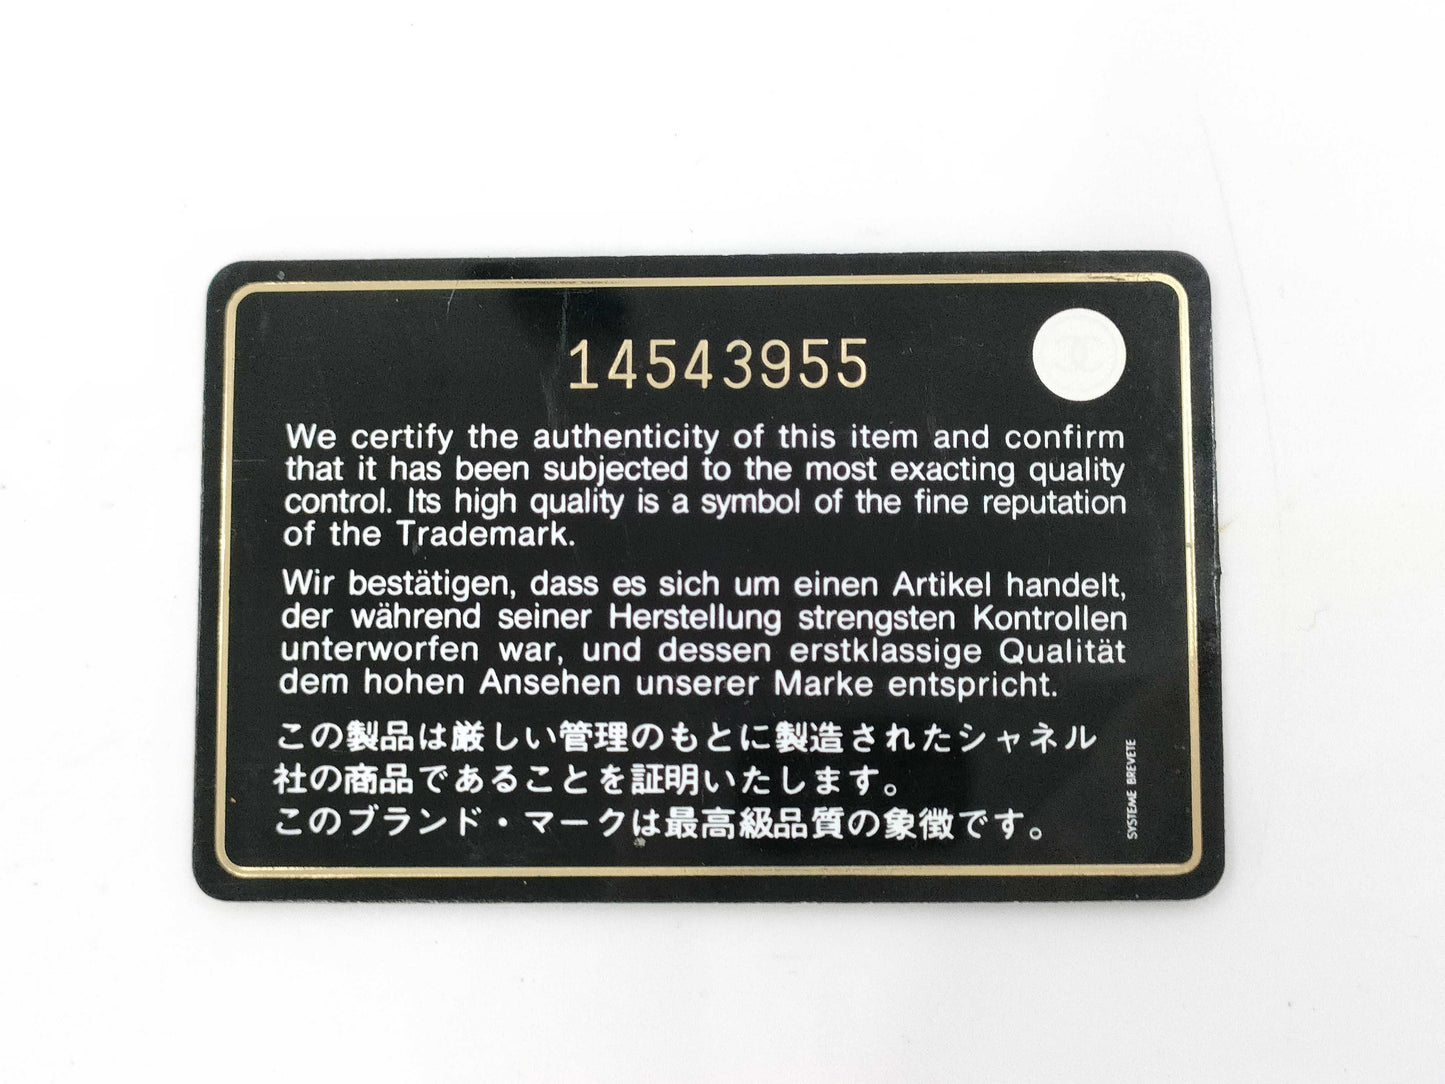 14543955
We certify the authenticity of this item and confirm
that it has been subjected to the most exacting quality
control. Its high quality is a symbol of the fine reputation
of the Trademark.
Wir bestätigen, dass es sich um einen Artikel handelt,
der während seiner Herstellung strengsten Kontrollen
unterworfen war, und dessen erstklassige Qualität
dem hohen Ansehen unserer Marke entspricht.
この製品は厳しい管理のもとに製造されたシャネル
社の商品であることを証明いたします。
このブランド・マークは最高級品質の象徴です。
SYSTEME BREVETE